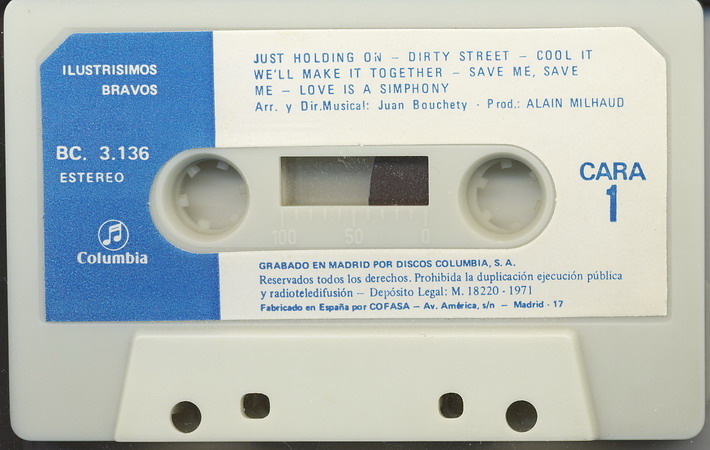 ILUSTRISIMOS
BRAVOS
BC. 3.136
ESTEREO
Columbia
JUST HOLDING ON – DIRTY STREET – COOL IT
WE'LL MAKE IT TOGETHER – SAVE ME, SAVE
ME – LOVE IS A SIMPHONY
Arr. y Dir.Musical: Juan Bouchety · Prod.: ALAIN MILHAUD
CARA
1
100 50 0
GRABADO EN MADRID POR DISCOS COLUMBIA, S. A.
Reservados todos los derechos. Prohibida la duplicación ejecución pública
y radioteledifusión – Depósito Legal: M. 18220 - 1971
Fabricado en España por COFASA – Av. América, s/n – Madrid - 17